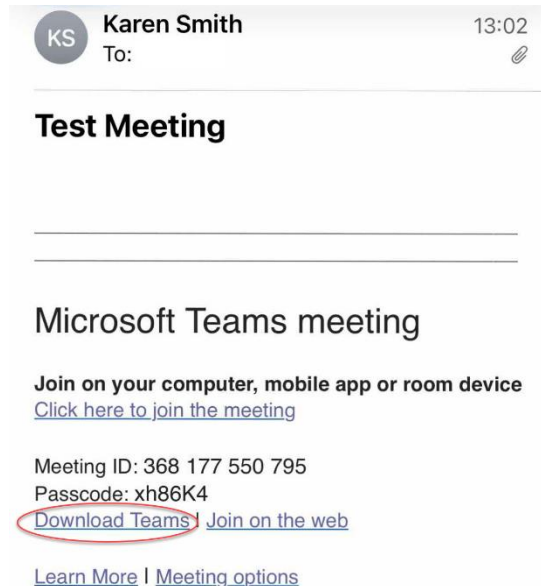 KS
Karen Smith 13:02
To:
Test Meeting
Microsoft Teams meeting
Join on your computer, mobile app or room device
Click here to join the meeting
Meeting ID: 368 177 550 795
Passcode: xh86K4
Download Teams | Join on the web
Learn More | Meeting options